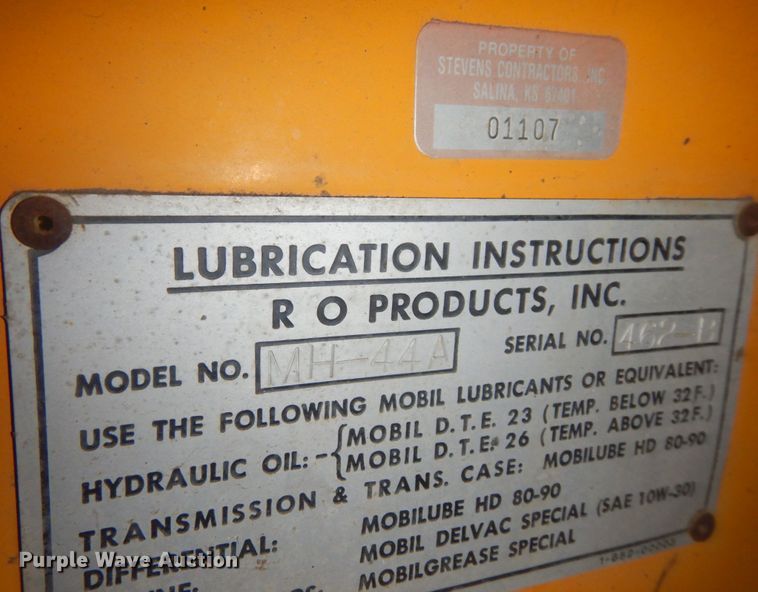 PROPERTY OF
STEVENS CONTRACTORS, INC.
SALINA, KS 67401
01107
LUBRICATION INSTRUCTIONS
R O PRODUCTS, INC.
MODEL NO. MH-44A SERIAL NO. 462-B
USE THE FOLLOWING MOBIL LUBRICANTS OR EQUIVALENT:
HYDRAULIC OIL:- MOBIL D.T.E. 23 (TEMP. BELOW 32F.)
MOBIL D.T.E. 26 (TEMP. ABOVE 32F.)
TRANSMISSION & TRANS. CASE: MOBILUBE HD 80-90
DIFFERENTIAL: MOBILUBE HD 80-90
MOBIL DELVAC SPECIAL (SAE 10W-30)
MOBILGREASE SPECIAL
Purple Wave Auction